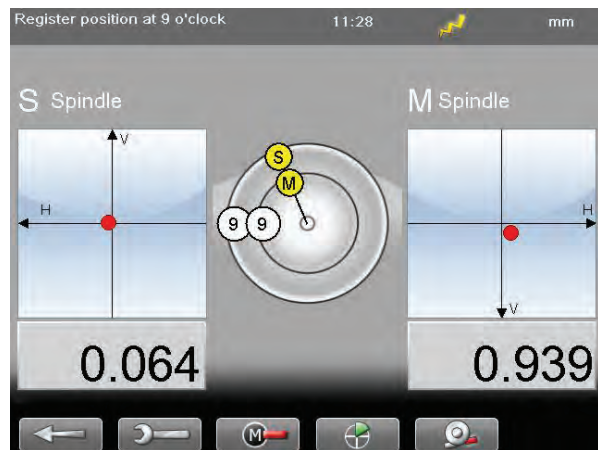 Register position at 9 o'clock 11:28 mm
S Spindle
M Spindle
V
H
S
M
9 9
H
V
0.064
0.939
M